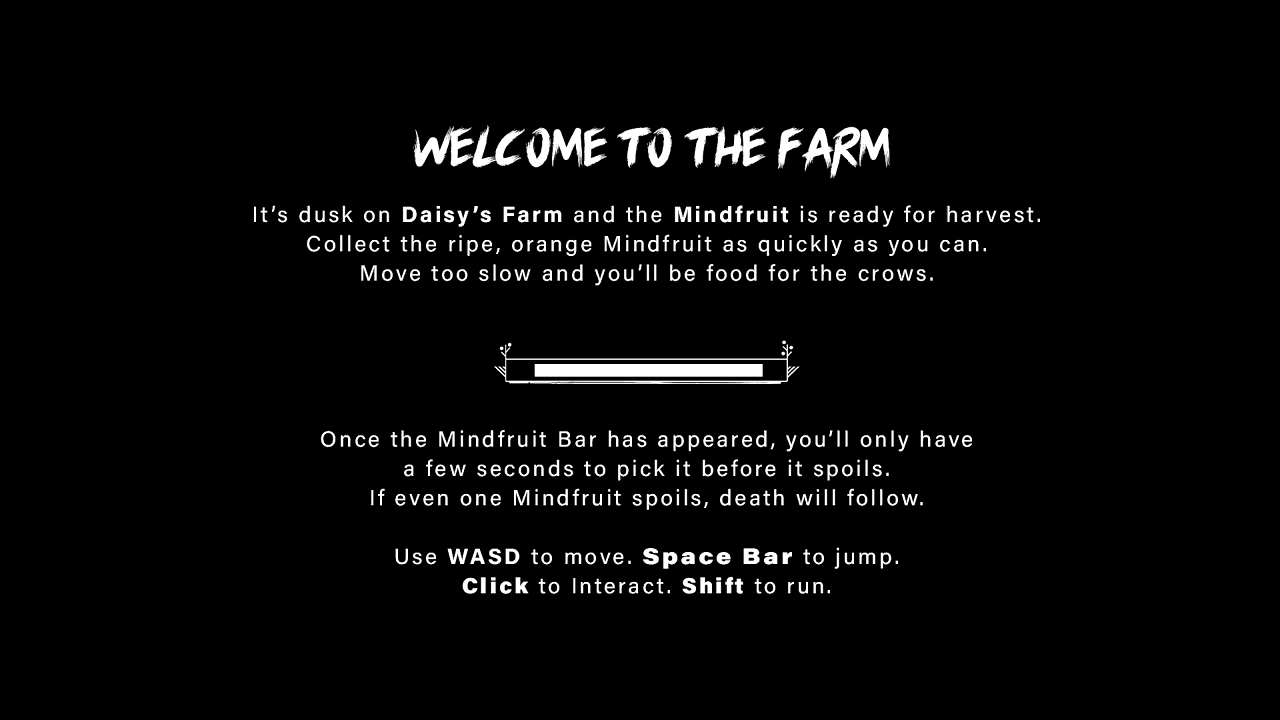 WELCOME TO THE FARM
It’s dusk on Daisy’s Farm and the Mindfruit is ready for harvest.
Collect the ripe, orange Mindfruit as quickly as you can.
Move too slow and you’ll be food for the crows.
Once the Mindfruit Bar has appeared, you’ll only have
a few seconds to pick it before it spoils.
If even one Mindfruit spoils, death will follow.
Use WASD to move. Space Bar to jump.
Click to Interact. Shift to run.